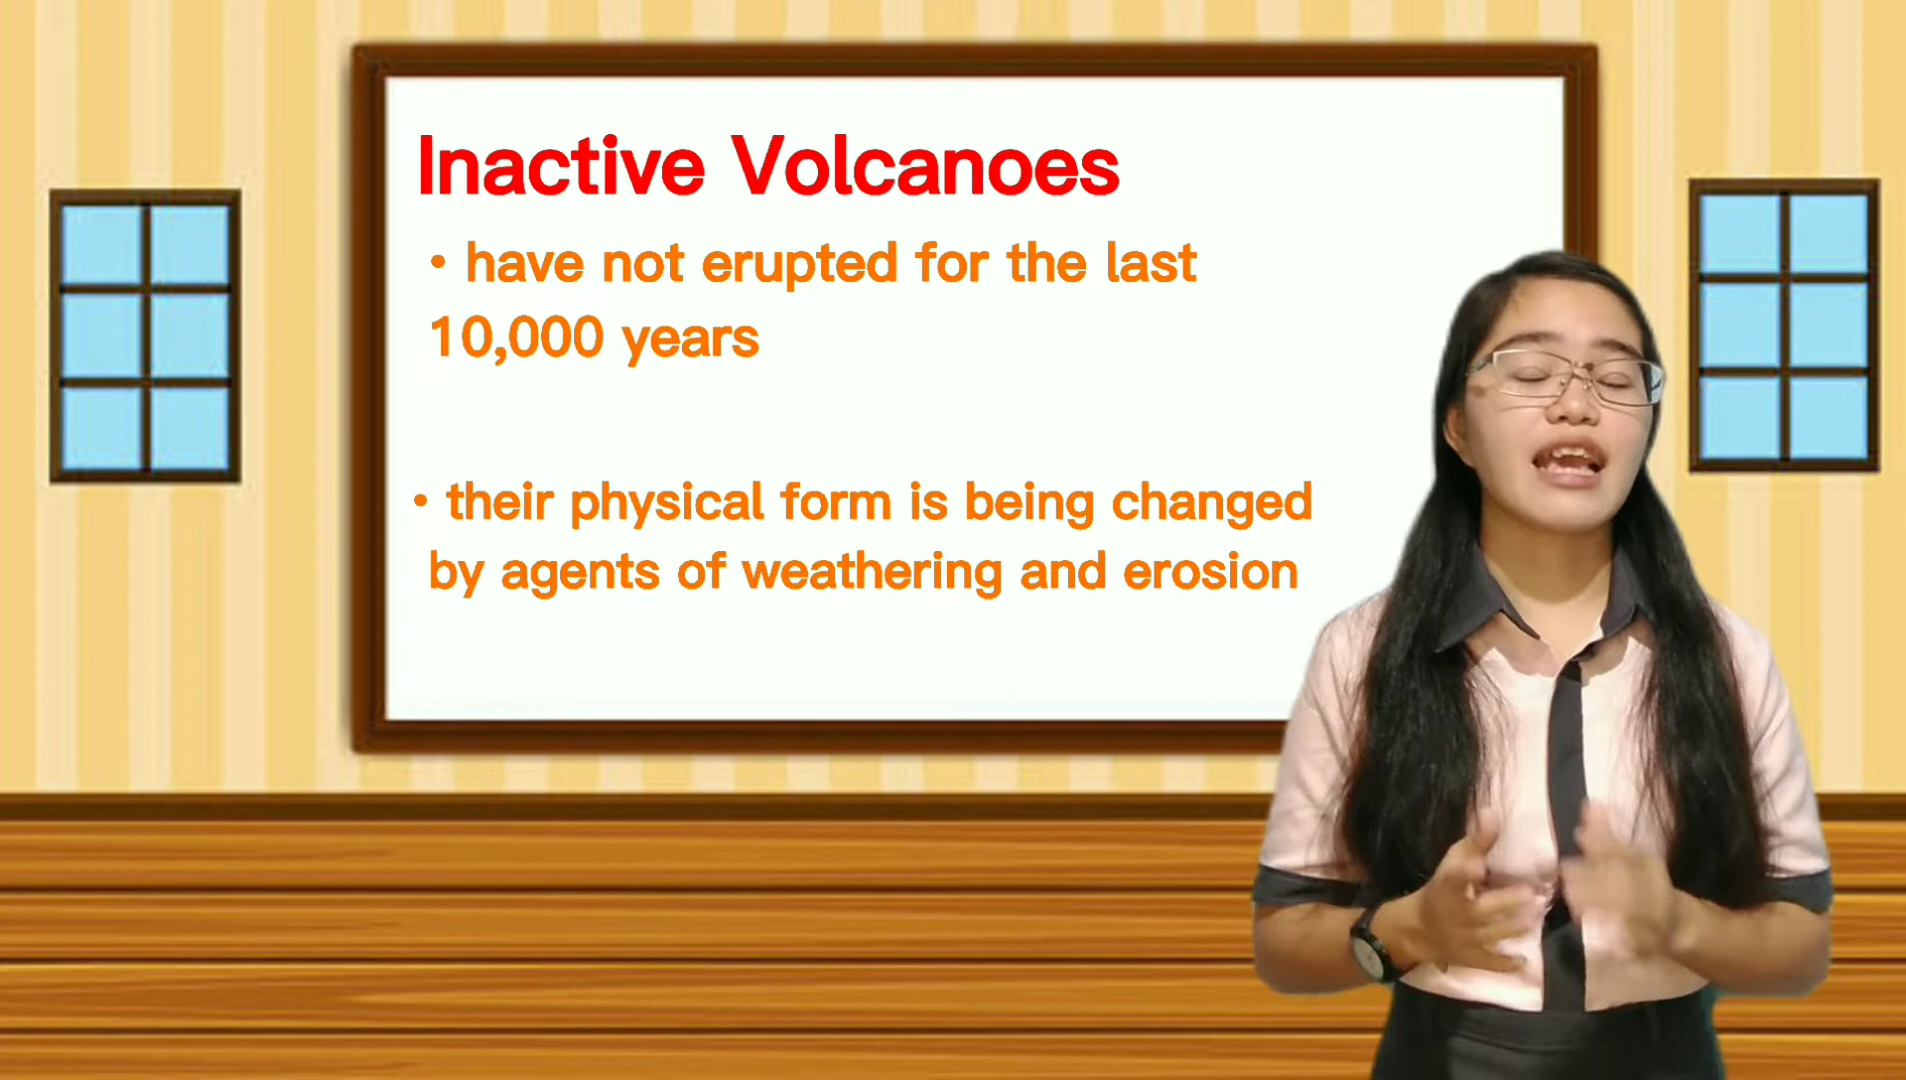 Inactive Volcanoes
• have not erupted for the last
10,000 years
• their physical form is being changed
by agents of weathering and erosion